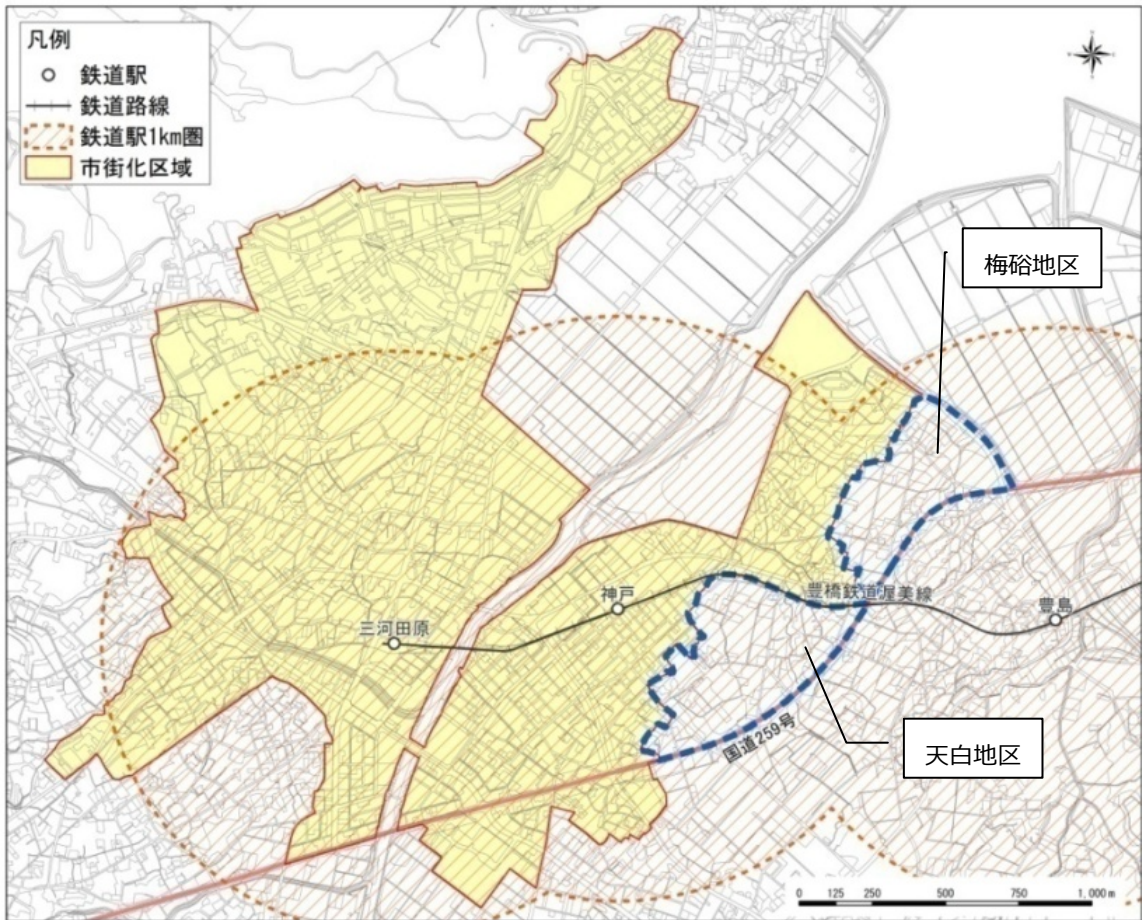 凡例
鉄道駅
鉄道路線
鉄道駅1km圏
市街化区域
梅硲地区
豊橋鉄道渥美線
神戸
豊島
三河田原
国道259号
天白地区
0 125 250 500 750 1,000 m